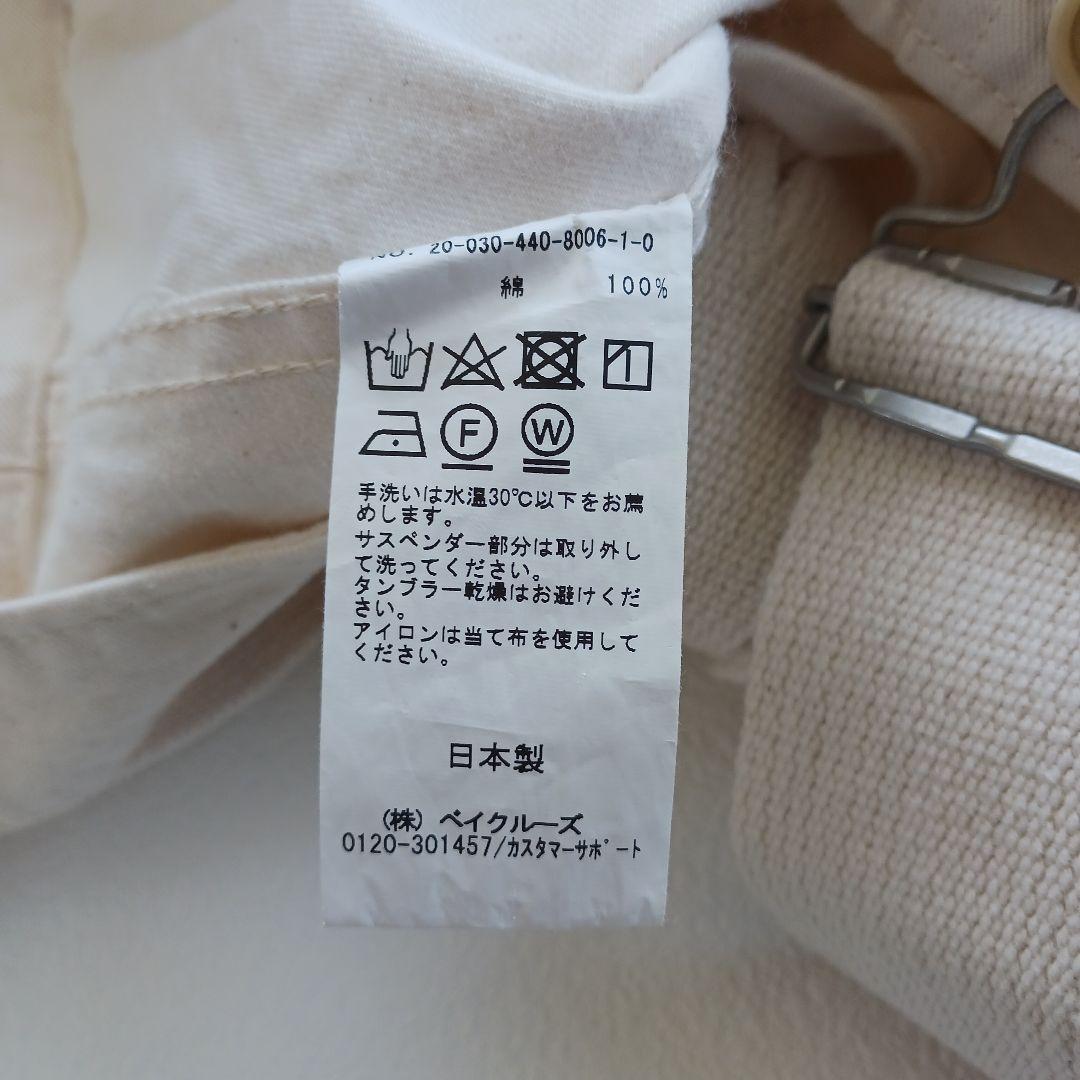 NO. 20-030-440-8006-1-0
綿 100%
F W
手洗いは水温30℃以下をお薦
めします。
サスペンダー部分は取り外し
て洗ってください。
タンブラー乾燥はお避けくだ
さい。
アイロンは当て布を使用して
ください。
日本製
(株) ベイクルーズ
0120-301457/カスタマーサポート